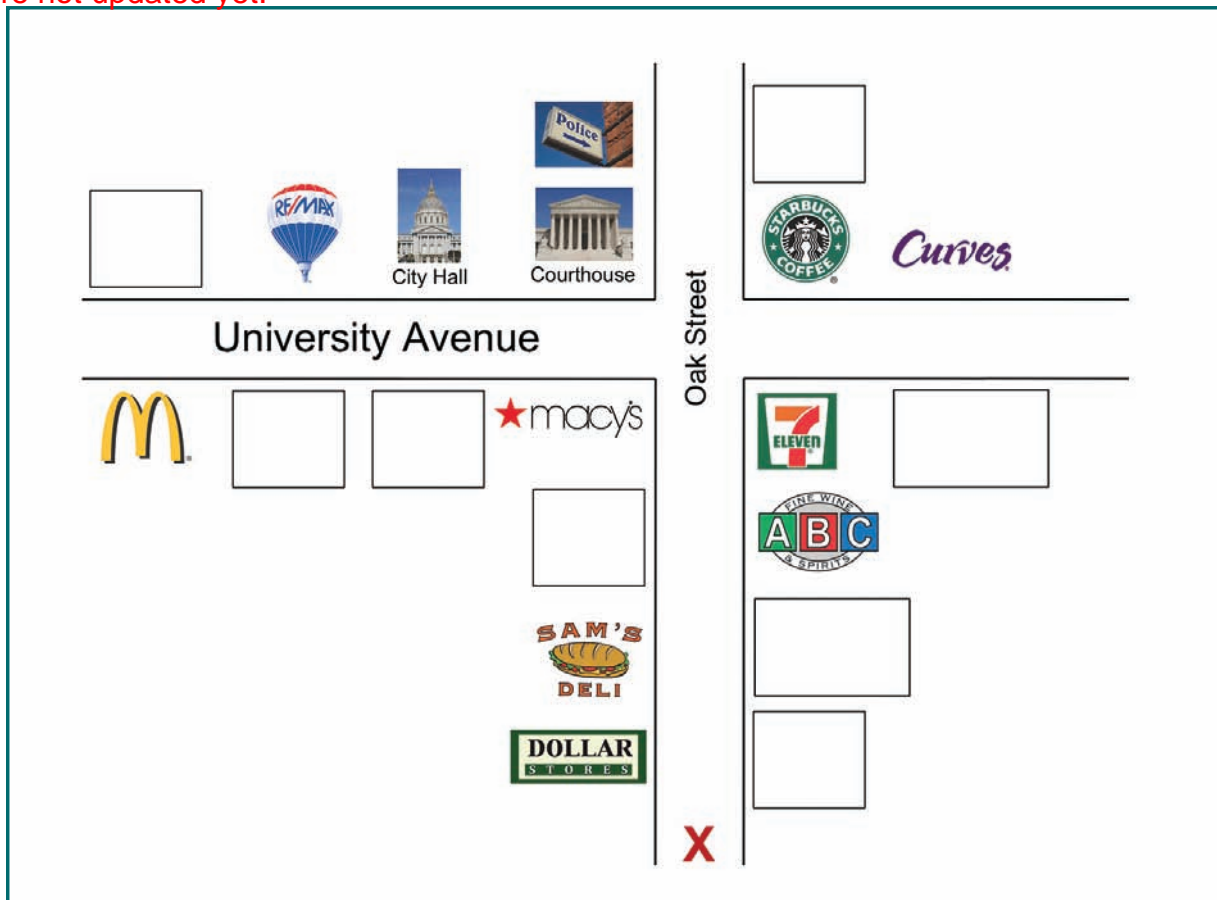 re not updated yet.
Police
RE/MAX
City Hall
Courthouse
STARBUCKS
COFFEE
®
Curves
University Avenue
Oak Street
®
macy's
7
ELEVEN
FINE WINE
ABC
& SPIRITS
SAM'S
DELI
DOLLAR
STORES
X